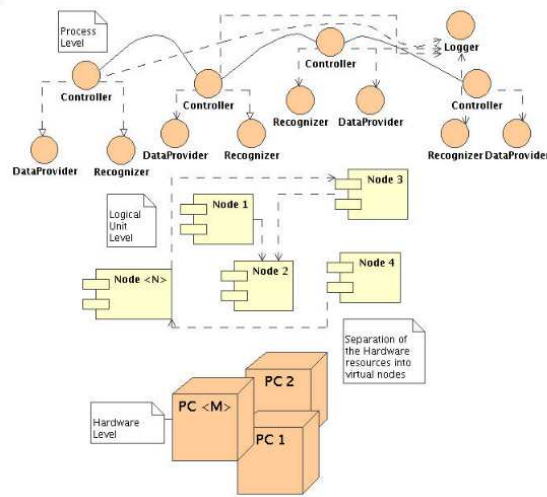 Process
Level
Logger
Controller
Controller
Controller
Controller
Recognizer
DataProvider
DataProvider
Recognizer
DataProvider
Recognizer
Recognizer
DataProvider
Node 3
Logical
Unit
Level
Node 1
Node 2
Node 4
Node <N>
Separation of
the Hardware
resources into
virtual nodes
PC 2
PC <M>
Hardware
Level
PC 1